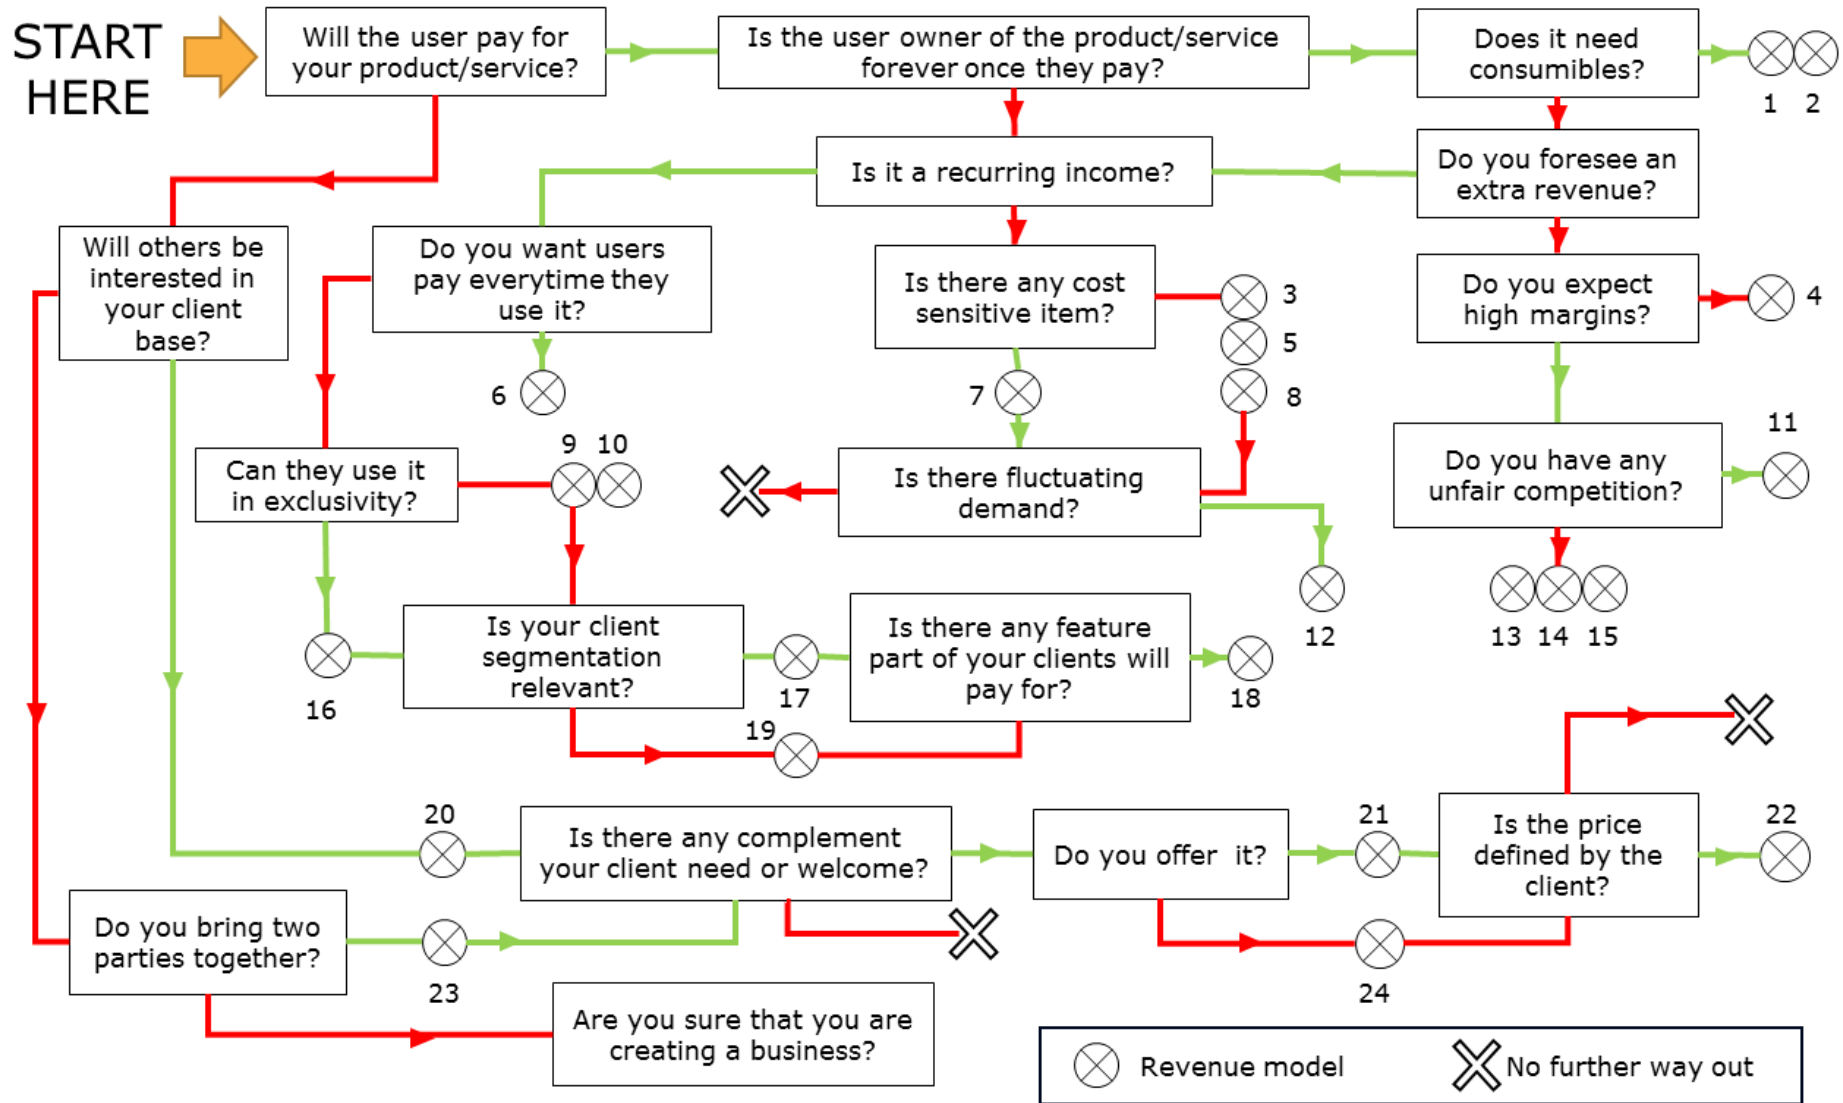 START
HERE
Will the user pay for
your product/service?
Is the user owner of the product/service
forever once they pay?
Does it need
consumibles?
1 2
Is it a recurring income?
Do you foresee an
extra revenue?
Will others be
interested in
your client
base?
Do you want users
pay everytime they
use it?
Is there any cost
sensitive item?
3
5
8
Do you expect
high margins?
4
6
7
Can they use it
in exclusivity?
9 10
Is there fluctuating
demand?
Do you have any
unfair competition?
11
12
13 14 15
16
Is your client
segmentation
relevant?
17
Is there any feature
part of your clients will
pay for?
18
19
20
Is there any complement
your client need or welcome?
Do you offer it?
21
Is the price
defined by the
client?
22
Do you bring two
parties together?
23
24
Are you sure that you are
creating a business?
Revenue model
No further way out